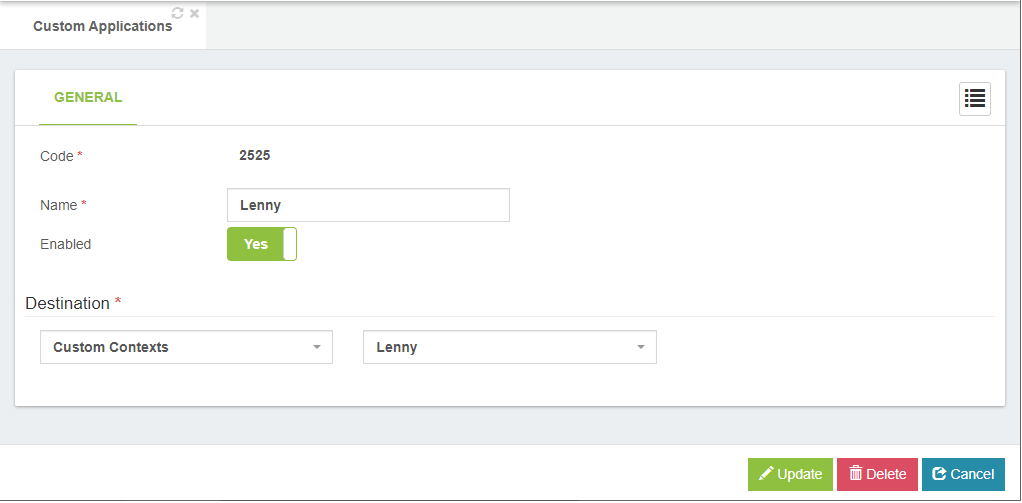 Custom Applications
GENERAL
Code * 2525
Name * Lenny
Enabled Yes
Destination *
Custom Contexts Lenny
Update Delete Cancel